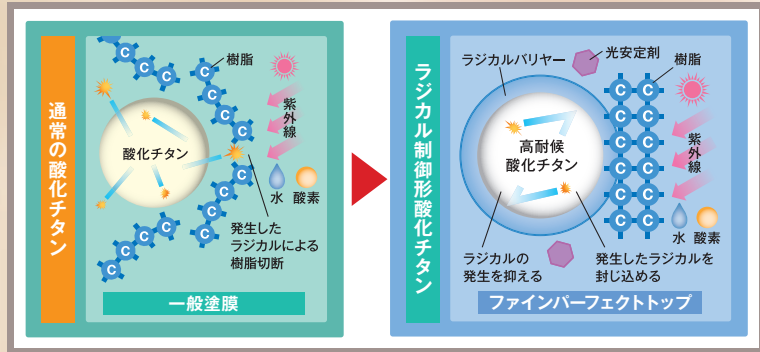 通常の酸化チタン
樹脂
C
C
C
C
C
C
C
C
C
C
C
C
C
紫外線
酸化チタン
水
酸素
発生した
ラジカルによる
樹脂切断
一般塗膜
ラジカル制御形酸化チタン
ラジカルバリヤー
光安定剤
樹脂
C C
C C
C C
C C
C C
C C
紫外線
高耐候
酸化チタン
水
酸素
ラジカルの
発生を抑える
発生したラジカルを
封じ込める
ファインパーフェクトトップ